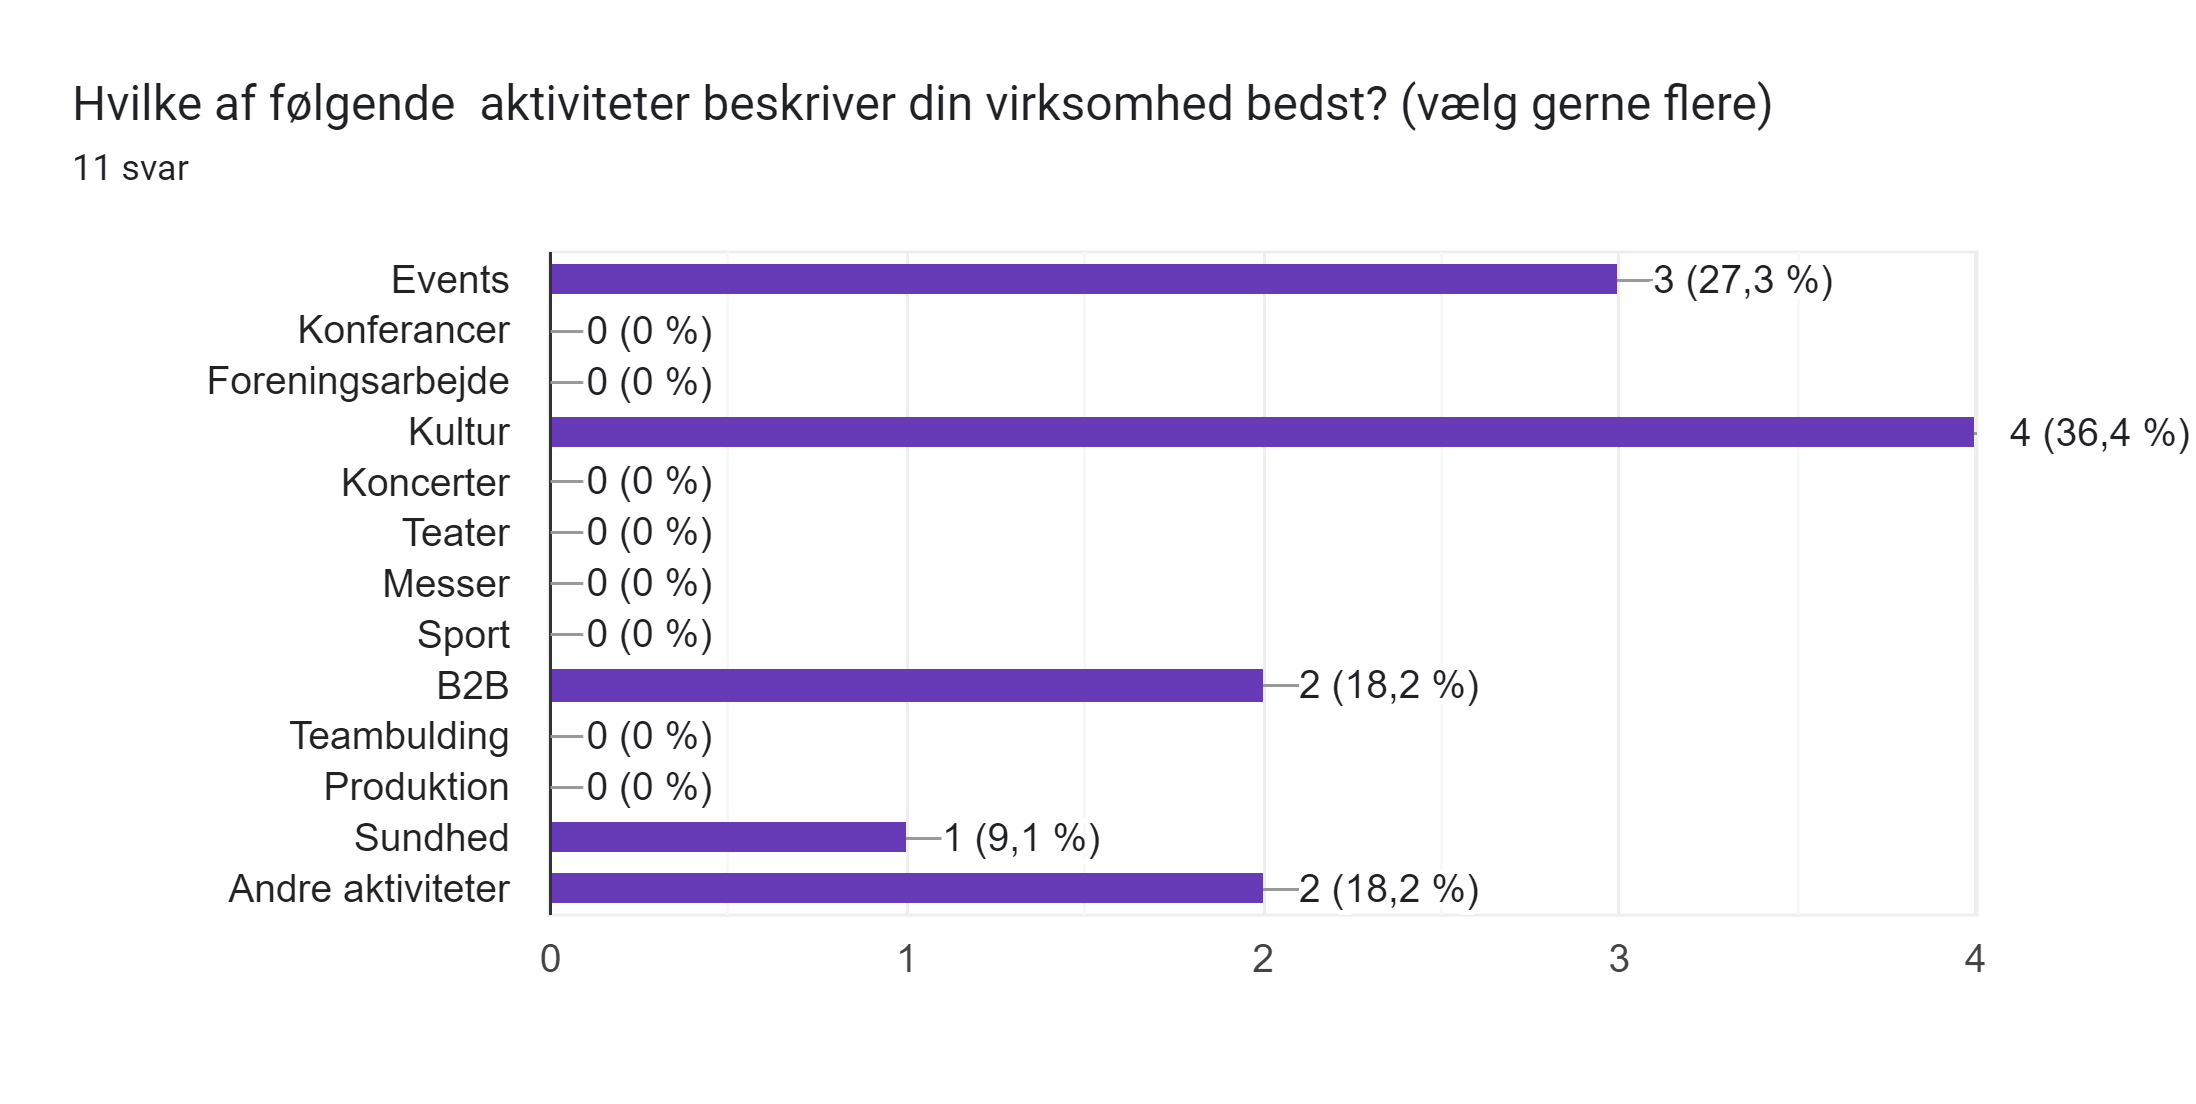 Hvilke af følgende  aktiviteter beskriver din virksomhed bedst? (vælg gerne flere)
11 svar
Events 3 (27,3 %)
Konferancer 0 (0 %)
Foreningsarbejde 0 (0 %)
Kultur 4 (36,4 %)
Koncerter 0 (0 %)
Teater 0 (0 %)
Messer 0 (0 %)
Sport 0 (0 %)
B2B 2 (18,2 %)
Teambulding 0 (0 %)
Produktion 0 (0 %)
Sundhed 1 (9,1 %)
Andre aktiviteter 2 (18,2 %)
0 1 2 3 4